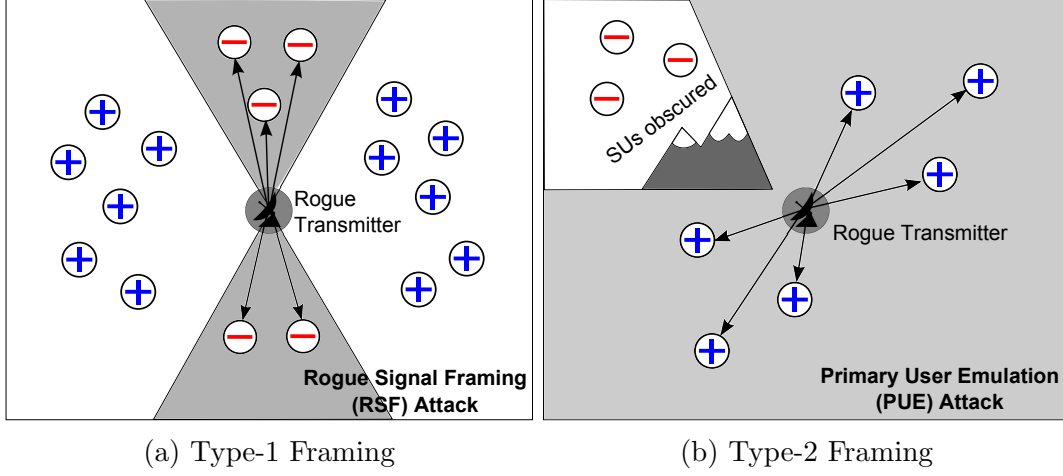 Rogue
Transmitter
Rogue Signal Framing
(RSF) Attack
(a) Type-1 Framing
SUs obscured
Rogue Transmitter
Primary User Emulation
(PUE) Attack
(b) Type-2 Framing